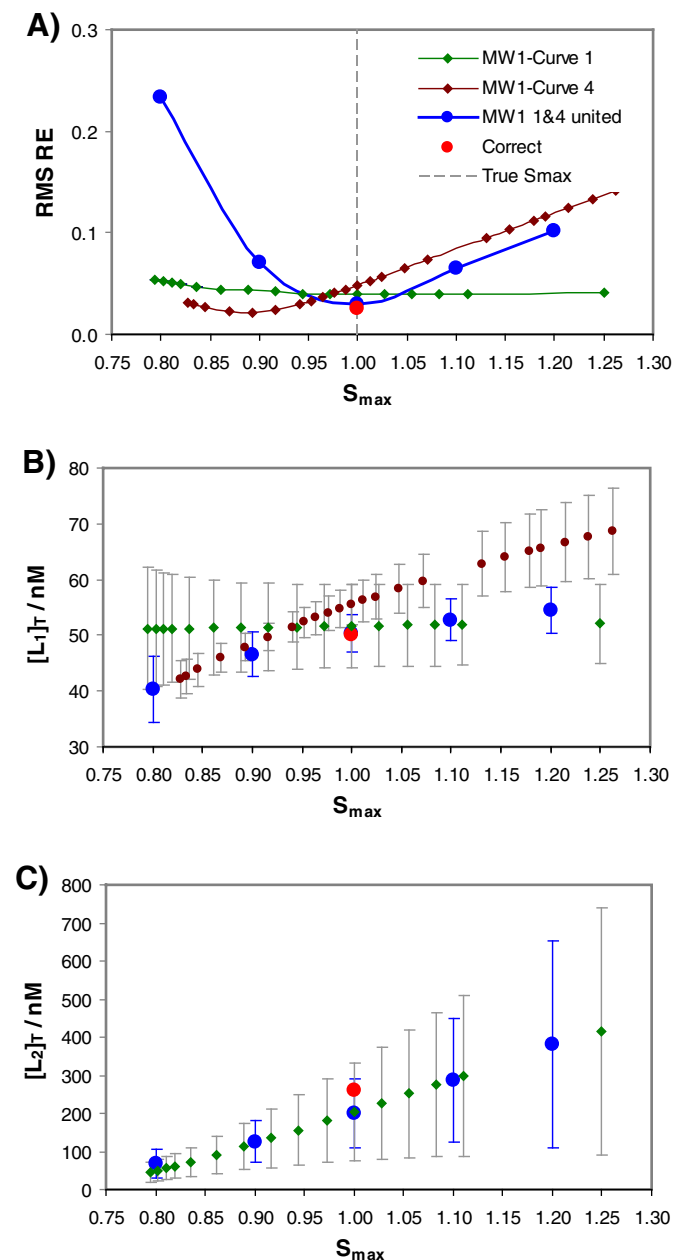 A)
0.3
0.2
0.1
0.0
RMS RE
MW1-Curve 1
MW1-Curve 4
MW1 1&4 united
Correct
True Smax
0.75 0.80 0.85 0.90 0.95 1.00 1.05 1.10 1.15 1.20 1.25 1.30
Smax
B)
80
70
60
50
40
30
[L1]T / nM
0.75 0.80 0.85 0.90 0.95 1.00 1.05 1.10 1.15 1.20 1.25 1.30
Smax
C)
800
700
600
500
400
300
200
100
0
[L2]T / nM
0.75 0.80 0.85 0.90 0.95 1.00 1.05 1.10 1.15 1.20 1.25 1.30
Smax